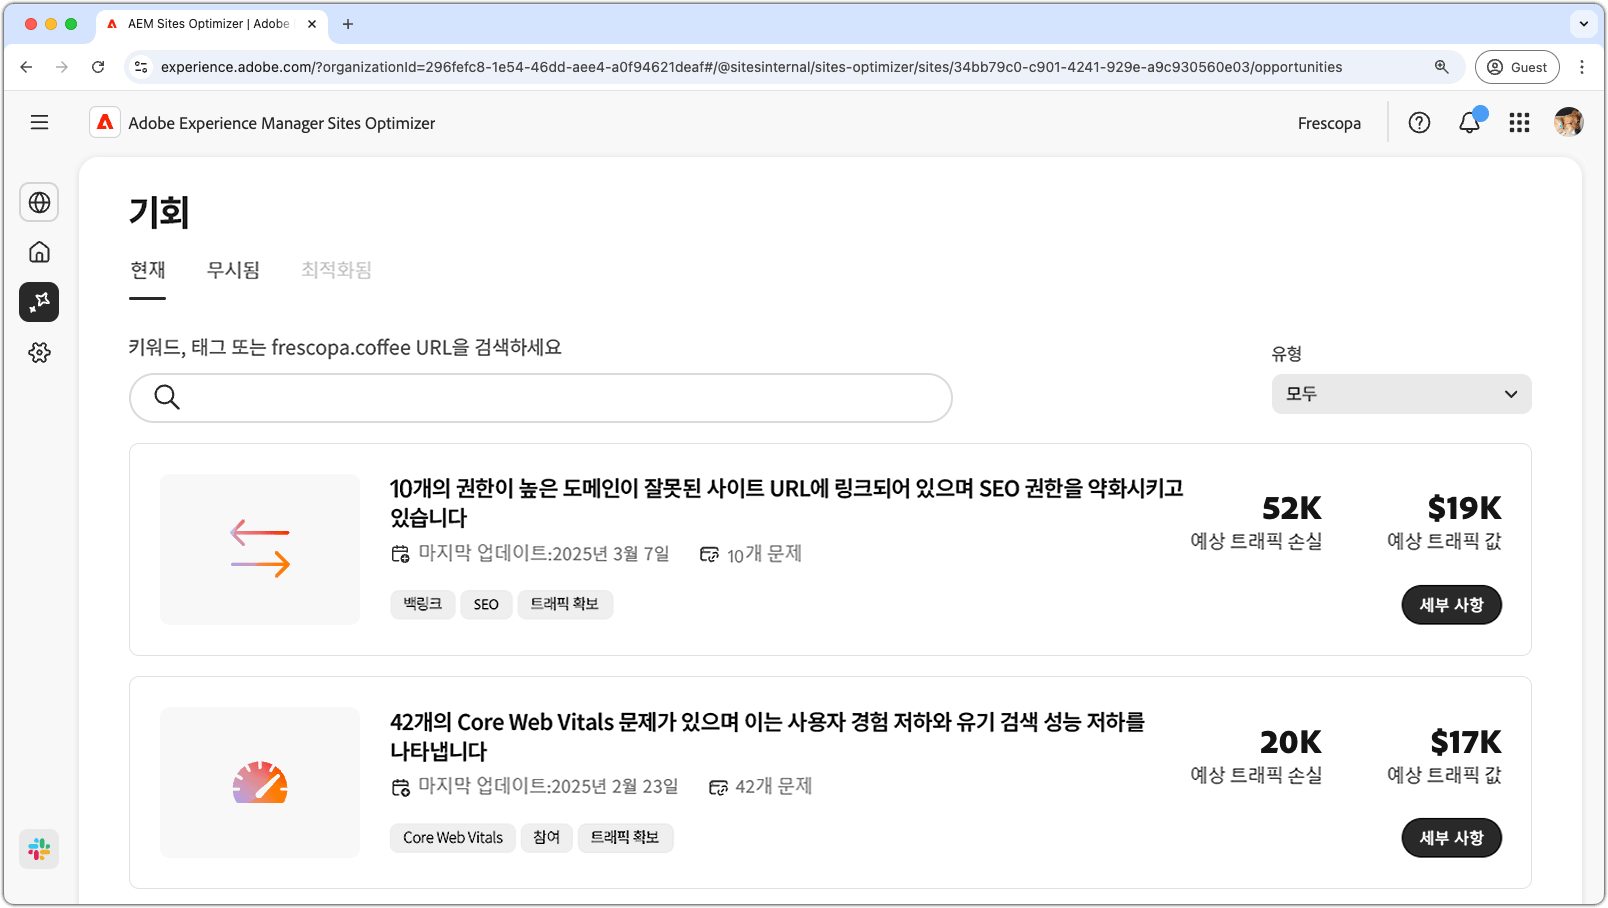 AEM Sites Optimizer | Adobe
experience.adobe.com/?organizationId=296fefc8-1e54-46dd-aee4-a0f94621deaf#/@sitesinternal/sites-optimizer/sites/34bb79c0-c901-4241-929e-a9c930560e03/opportunities
Guest
Adobe Experience Manager Sites Optimizer
Frescopa
기회
현재
무시됨
최적화됨
키워드, 태그 또는 frescopa.coffee URL을 검색하세요
유형
모두
10개의 권한이 높은 도메인이 잘못된 사이트 URL에 링크되어 있으며 SEO 권한을 약화시키고
있습니다
마지막 업데이트:2025년 3월 7일
10개 문제
백링크
SEO
트래픽 확보
52K
예상 트래픽 손실
$19K
예상 트래픽 값
세부 사항
42개의 Core Web Vitals 문제가 있으며 이는 사용자 경험 저하와 유기 검색 성능 저하를
나타냅니다
마지막 업데이트:2025년 2월 23일
42개 문제
Core Web Vitals
참여
트래픽 확보
20K
예상 트래픽 손실
$17K
예상 트래픽 값
세부 사항